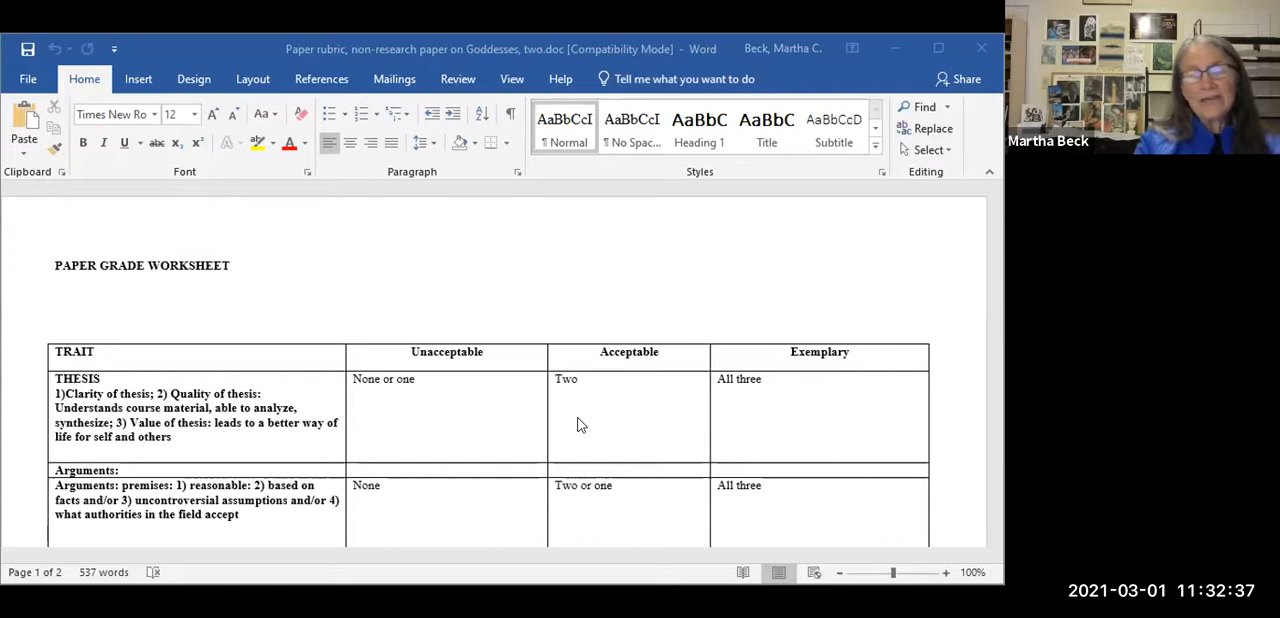 Paper rubric, non-research paper on Goddesses, two.doc [Compatibility Mode] - Word
Beck, Martha C.
File Home Insert Design Layout References Mailings Review View Help Tell me what you want to do Share
Times New Ro 12 Aa
Paste
B I U abc x₂ x² A A
AaBbCcI AaBbCcI AaBbC AaBbC AaBbCcD
¶ Normal ¶ No Spac... Heading 1 Title Subtitle
Find
Replace
Select
Clipboard Font Paragraph Styles Editing
Martha Beck
PAPER GRADE WORKSHEET
TRAIT Unacceptable Acceptable Exemplary
THESIS None or one Two All three
1)Clarity of thesis; 2) Quality of thesis:
Understands course material, able to analyze,
synthesize; 3) Value of thesis: leads to a better way of
life for self and others
Arguments:
Arguments: premises: 1) reasonable: 2) based on None Two or one All three
facts and/or 3) uncontroversial assumptions and/or 4)
what authorities in the field accept
Page 1 of 2 537 words 100%
2021-03-01 11:32:37